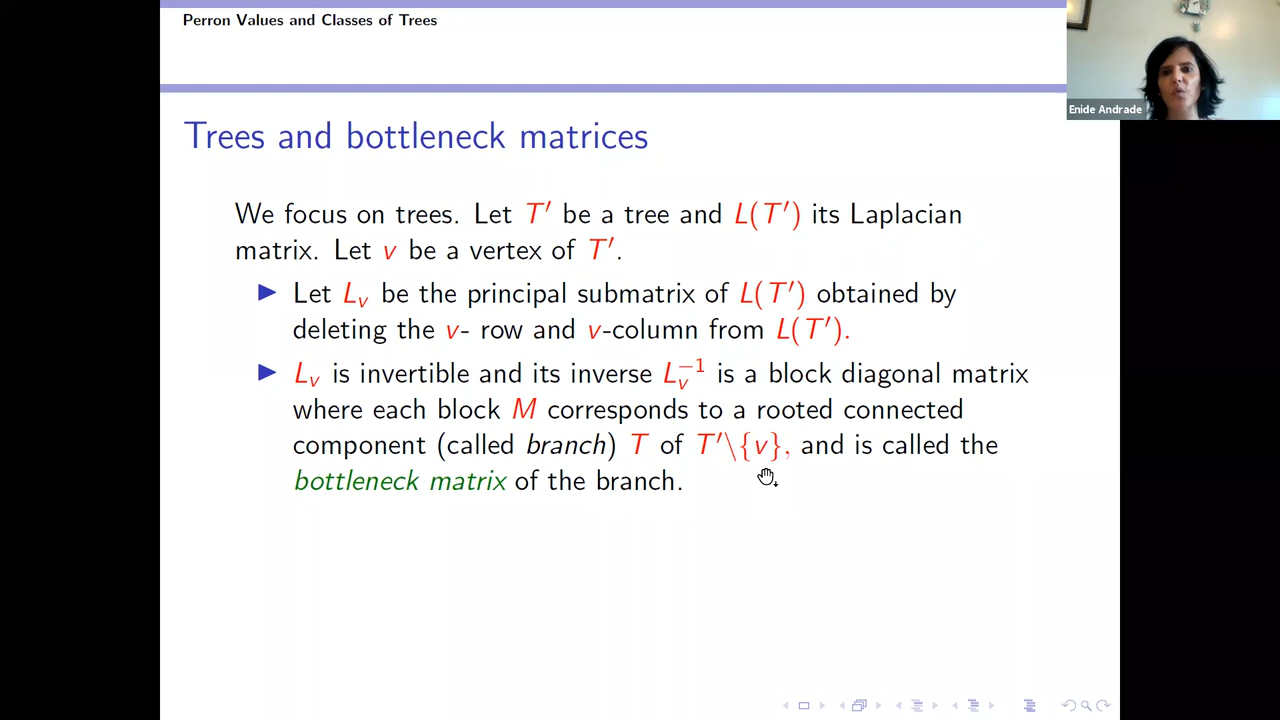 Perron Values and Classes of Trees
Enide Andrade
Trees and bottleneck matrices
We focus on trees. Let T′ be a tree and L(T′) its Laplacian
matrix. Let v be a vertex of T′.
Let L_v be the principal submatrix of L(T′) obtained by
deleting the v- row and v-column from L(T′).
L_v is invertible and its inverse L_v^{-1} is a block diagonal matrix
where each block M corresponds to a rooted connected
component (called branch) T of T′\{v}, and is called the
bottleneck matrix of the branch.